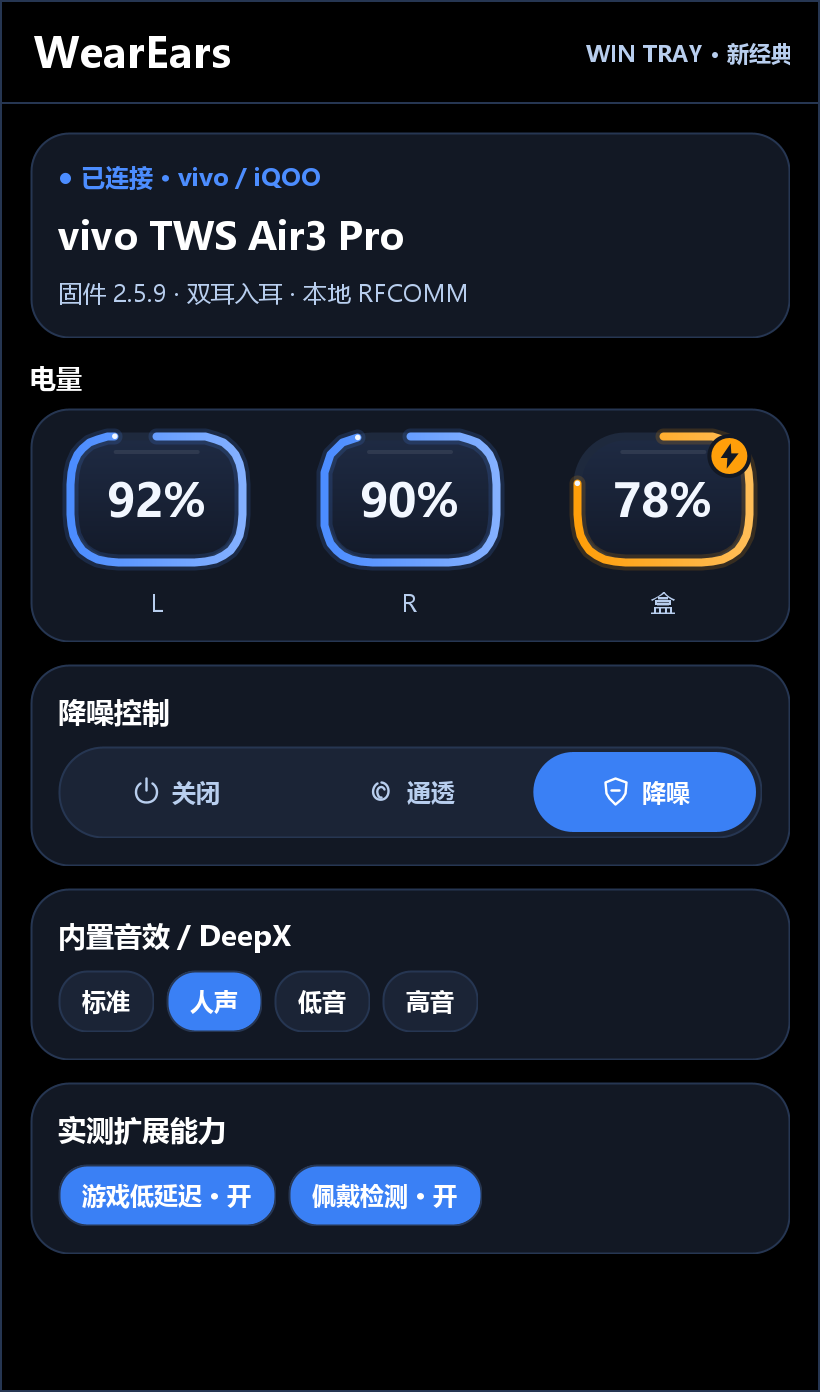 WearEars
WIN TRAY • 新经典
• 已连接 • vivo / iQOO
vivo TWS Air3 Pro
固件 2.5.9 · 双耳入耳 · 本地 RFCOMM
电量
92% 90% 78%
L R 盒
降噪控制
关闭 通透 降噪
内置音效 / DeepX
标准 人声 低音 高音
实测扩展能力
游戏低延迟 • 开 佩戴检测 • 开